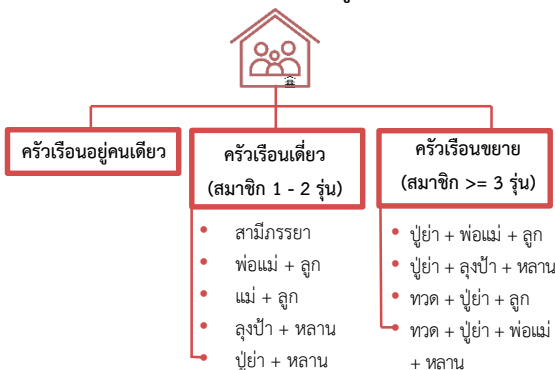 ครัวเรือนอยู่คนเดียว
ครัวเรือนเดี่ยว
(สมาชิก 1 - 2 รุ่น)
• สามีภรรยา
• พ่อแม่ + ลูก
• แม่ + ลูก
• ลุงป้า + หลาน
• ปู่ย่า + หลาน
ครัวเรือนขยาย
(สมาชิก >= 3 รุ่น)
• ปู่ย่า + พ่อแม่ + ลูก
• ปู่ย่า + ลุงป้า + หลาน
• ทวด + ปู่ย่า + ลูก
• ทวด + ปู่ย่า + พ่อแม่
+ หลาน